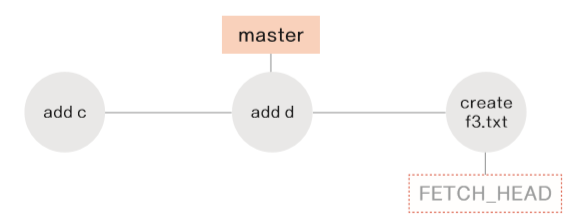 master
add c
add d
create
f3.txt
FETCH_HEAD